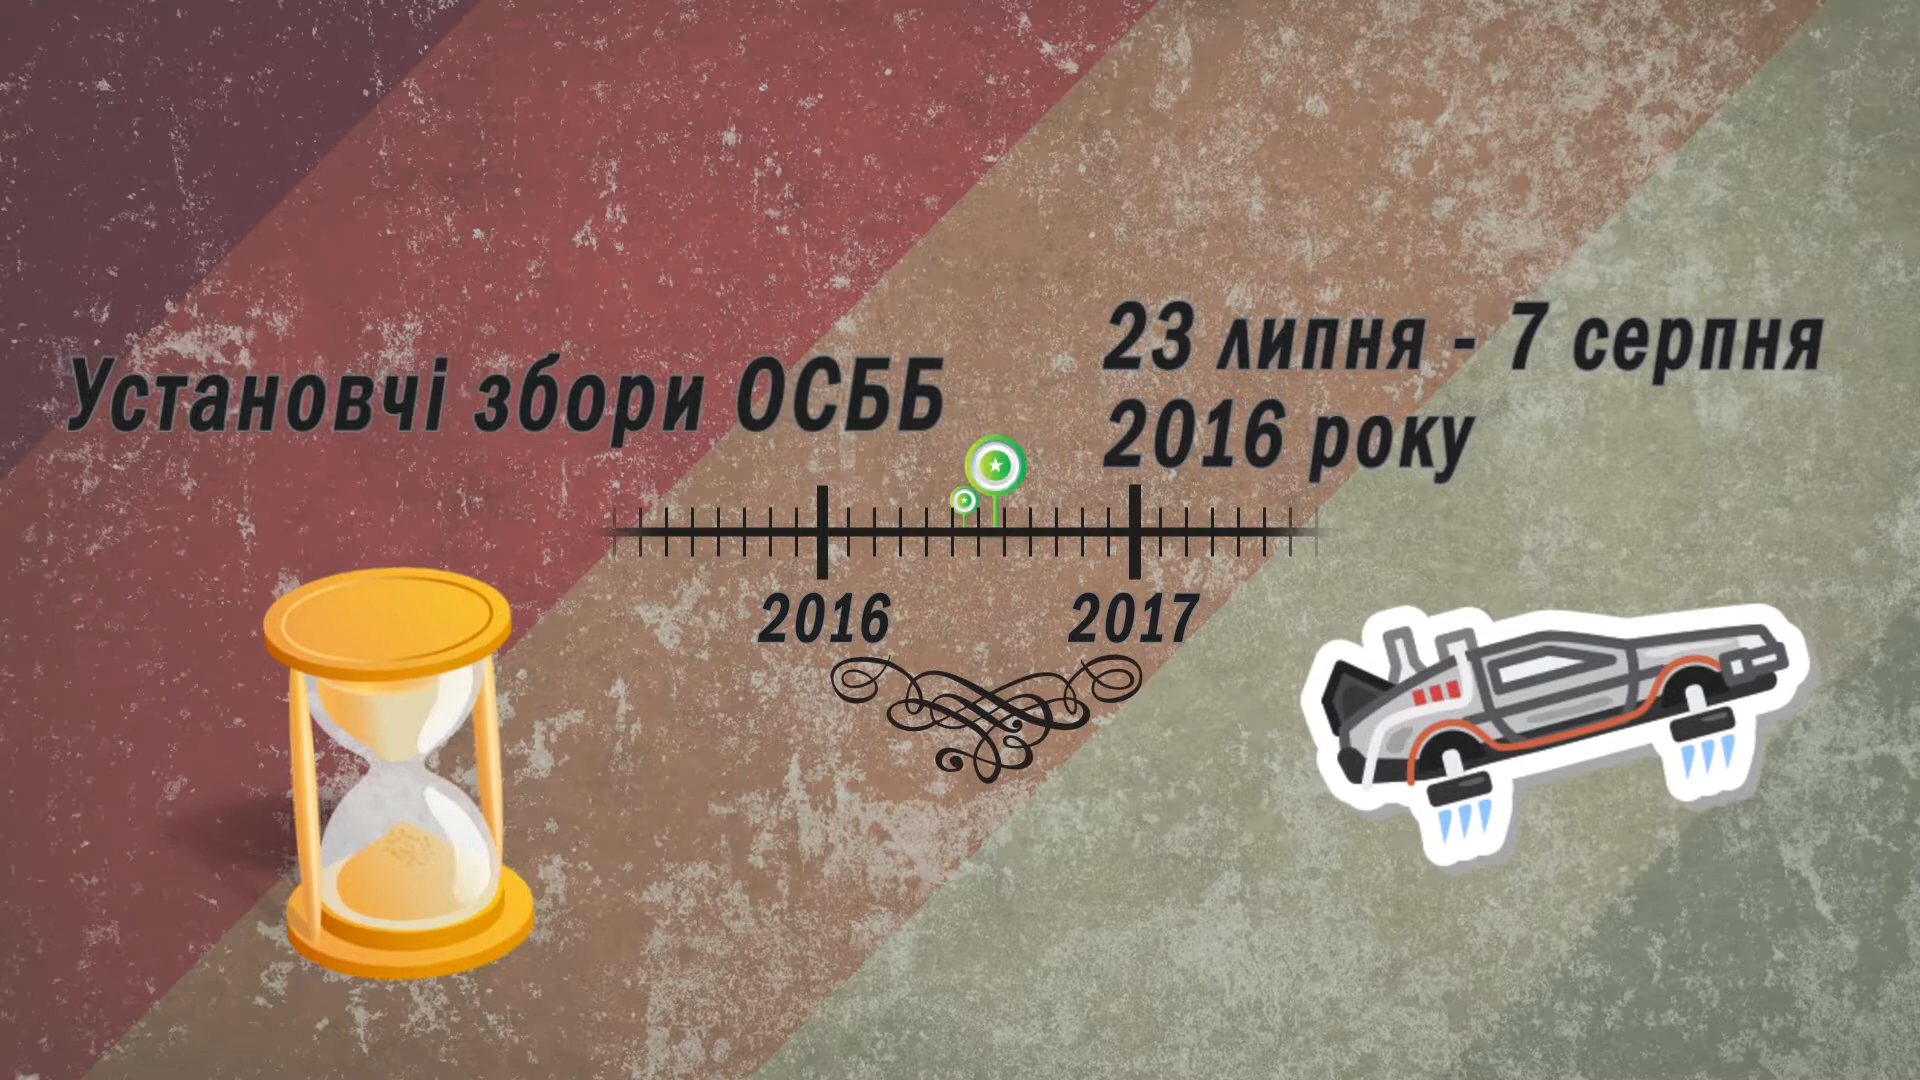 Установчі збори ОСББ
23 липня - 7 серпня
2016 року
2016
2017